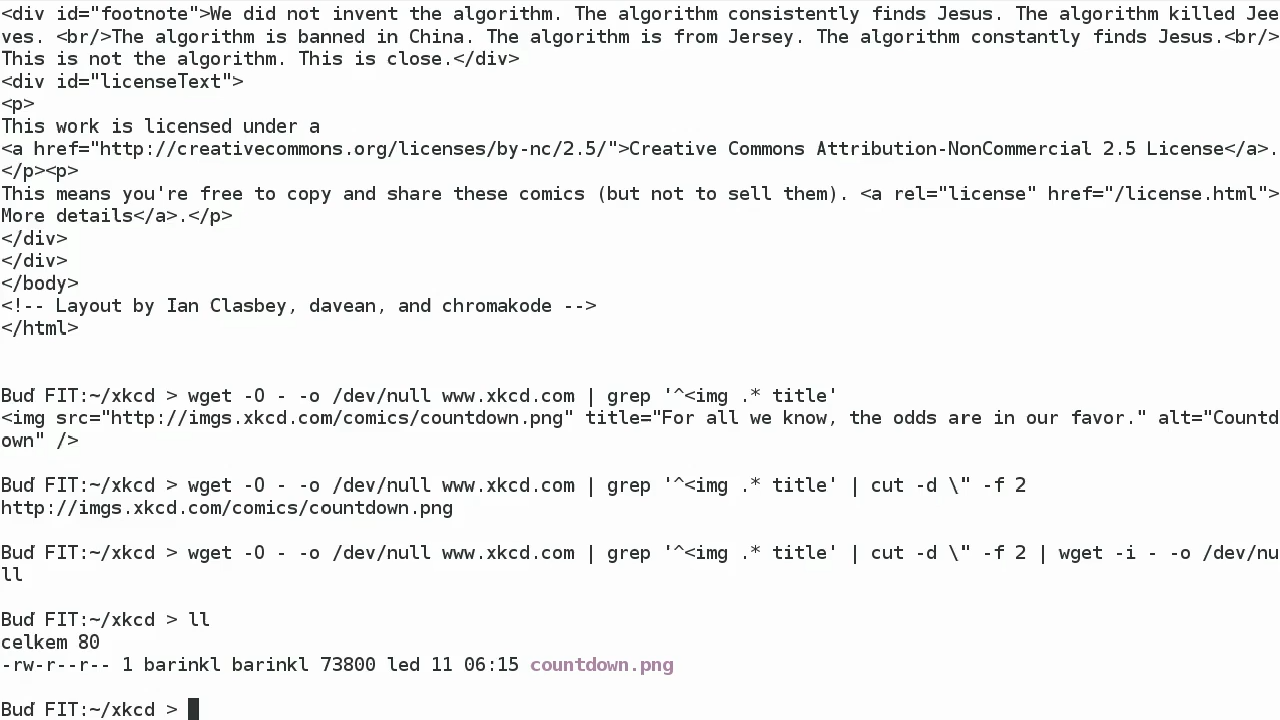 <div id="footnote">We did not invent the algorithm. The algorithm consistently finds Jesus. The algorithm killed Jee
ves. <br/>The algorithm is banned in China. The algorithm is from Jersey. The algorithm constantly finds Jesus.<br/>
This is not the algorithm. This is close.</div>
<div id="licenseText">
<p>
This work is licensed under a
<a href="http://creativecommons.org/licenses/by-nc/2.5/">Creative Commons Attribution-NonCommercial 2.5 License</a>.
</p><p>
This means you're free to copy and share these comics (but not to sell them). <a rel="license" href="/license.html">
More details</a>.</p>
</div>
</div>
</body>
<!-- Layout by Ian Clasbey, davean, and chromakode -->
</html>
Buď FIT:~/xkcd > wget -O - -o /dev/null www.xkcd.com | grep '^<img .* title'
<img src="http://imgs.xkcd.com/comics/countdown.png" title="For all we know, the odds are in our favor." alt="Countd
own" />
Buď FIT:~/xkcd > wget -O - -o /dev/null www.xkcd.com | grep '^<img .* title' | cut -d \" -f 2
http://imgs.xkcd.com/comics/countdown.png
Buď FIT:~/xkcd > wget -O - -o /dev/null www.xkcd.com | grep '^<img .* title' | cut -d \" -f 2 | wget -i - -o /dev/nu
ll
Buď FIT:~/xkcd > ll
celkem 80
-rw-r--r-- 1 barinkl barinkl 73800 led 11 06:15 countdown.png
Buď FIT:~/xkcd >